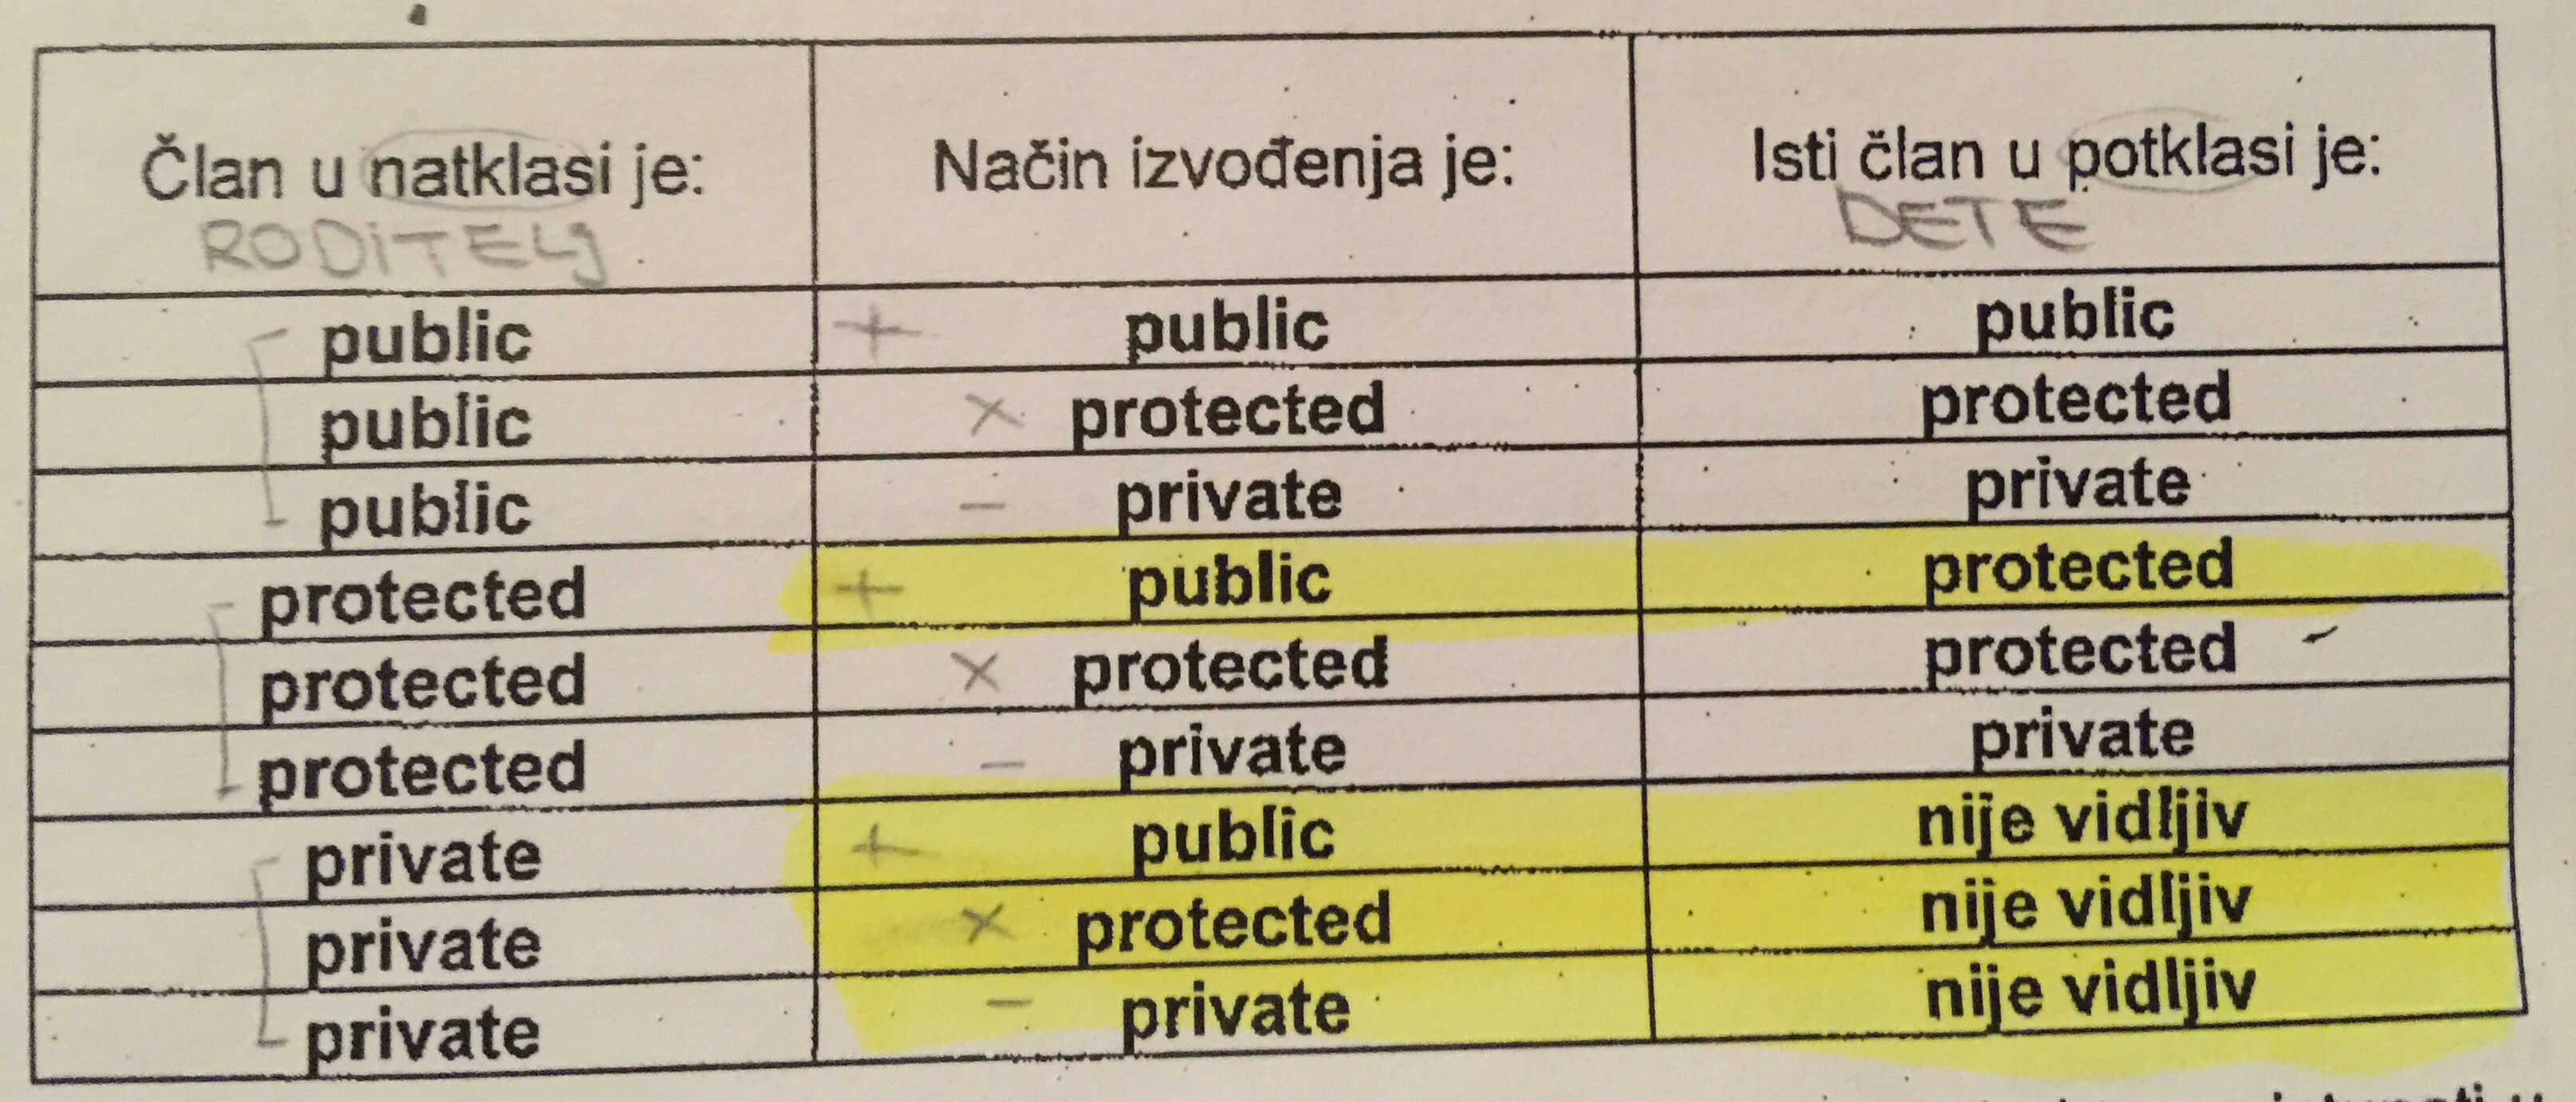 Član u natklasi je: Način izvođenja je: Isti član u potklasi je:
RODiTELJ DETE
public + public public
public × protected protected
public – private private
protected + public protected
protected × protected protected
protected – private private
private + public nije vidljiv
private × protected nije vidljiv
private – private nije vidljiv